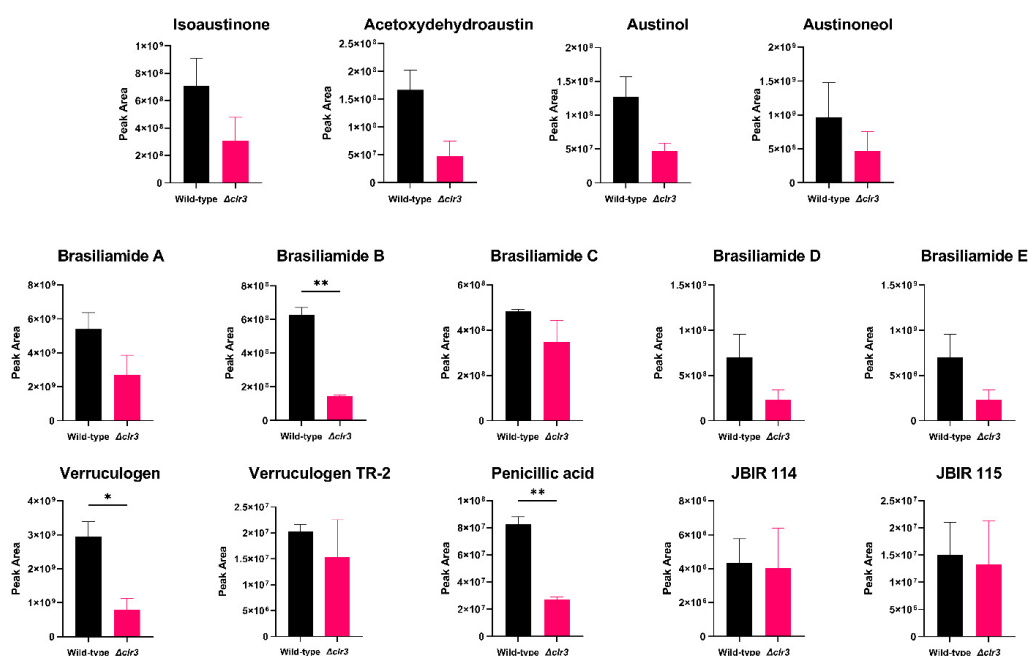 Isoaustinone
Peak Area
1×10⁹
8×10⁸
6×10⁸
4×10⁸
2×10⁸
0
Wild-type Δclr3
Acetoxydehydroaustin
Peak Area
2.5×10⁸
2×10⁸
1.5×10⁸
1×10⁸
5×10⁷
0
Wild-type Δclr3
Austinol
Peak Area
2×10⁸
1.5×10⁸
1×10⁸
5×10⁷
0
Wild-type Δclr3
Austinoneol
Peak Area
2×10⁹
1.5×10⁹
1×10⁹
5×10⁸
0
Wild-type Δclr3
Brasiliamide A
Peak Area
8×10⁹
6×10⁹
4×10⁹
2×10⁹
0
Wild-type Δclr3
Brasiliamide B
Peak Area
8×10⁸
6×10⁸
4×10⁸
2×10⁸
0
**
Wild-type Δclr3
Brasiliamide C
Peak Area
6×10⁸
4×10⁸
2×10⁸
0
Wild-type Δclr3
Brasiliamide D
Peak Area
1.5×10⁹
1×10⁹
5×10⁸
0
Wild-type Δclr3
Brasiliamide E
Peak Area
1.5×10⁹
1×10⁹
5×10⁸
0
Wild-type Δclr3
Verruculogen
Peak Area
4×10⁹
3×10⁹
2×10⁹
1×10⁹
0
*
Wild-type Δclr3
Verruculogen TR-2
Peak Area
2.5×10⁷
2×10⁷
1.5×10⁷
1×10⁷
5×10⁶
0
Wild-type Δclr3
Penicillic acid
Peak Area
1×10⁸
8×10⁷
6×10⁷
4×10⁷
2×10⁷
0
**
Wild-type Δclr3
JBIR 114
Peak Area
8×10⁶
6×10⁶
4×10⁶
2×10⁶
0
Wild-type Δclr3
JBIR 115
Peak Area
2.5×10⁷
2×10⁷
1.5×10⁷
1×10⁷
5×10⁶
0
Wild-type Δclr3